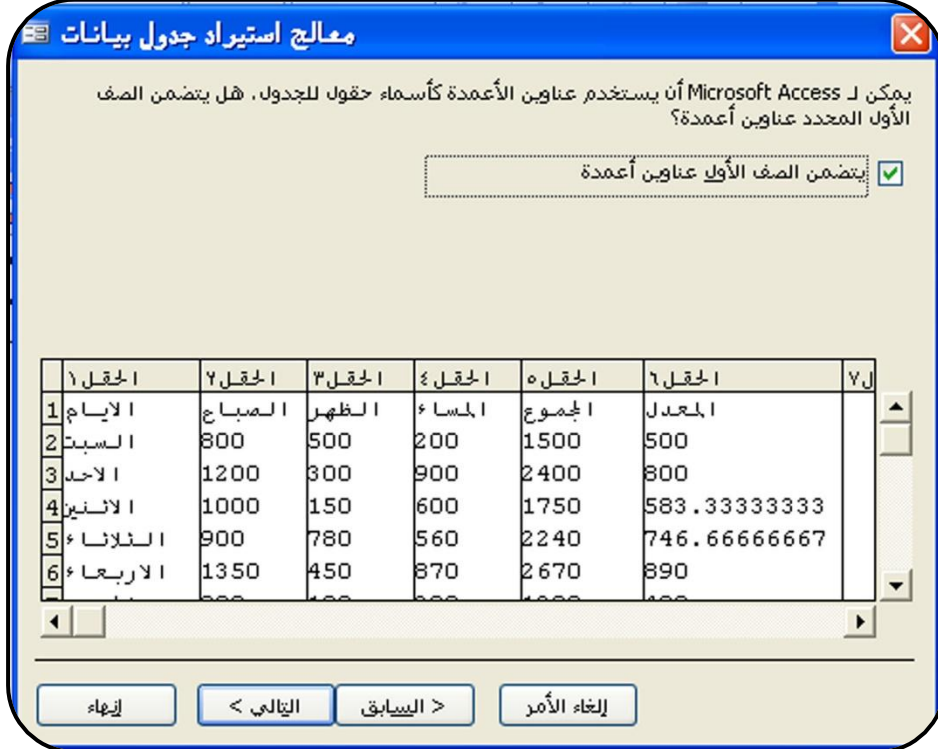 معالج استيراد جدول بيانات
يمكن لـ Microsoft Access أن يستخدم عناوين الأعمدة كأسماء حقول للجدول. هل يتضمن الصف
الأول المحدد عناوين أعمدة؟
يتضمن الصف الأول عناوين أعمدة
الحقل١ الحقل٢ الحقل٣ الحقل٤ الحقل٥ الحقل٦ ل٧
1 الايام الصباح الظهر المساء المجموع المعدل
2 السبت 800 500 200 1500 500
3 الاحد 1200 300 900 2400 800
4 الاثنين 1000 150 600 1750 583.33333333
5 الثلاثاء 900 780 560 2240 746.66666667
6 الاربعاء 1350 450 870 2670 890
إلغاء الأمر < السابق التالي > إنهاء